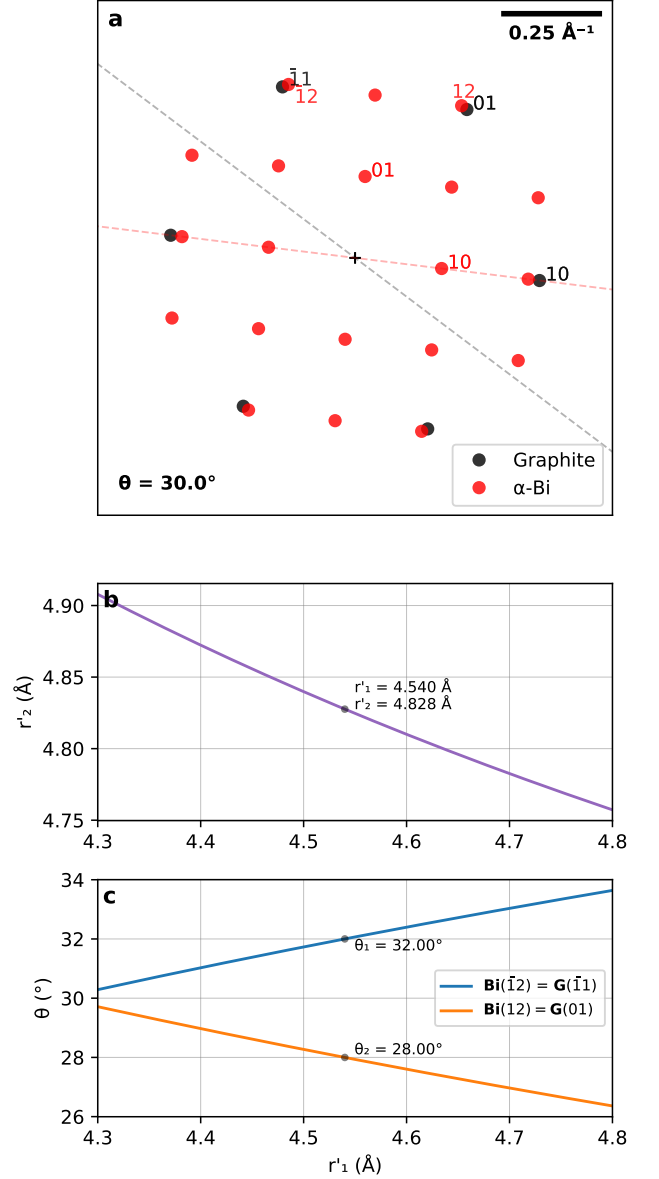 a
0.25 Å⁻¹
1̄1
1̄2
12
01
01
10
10
θ = 30.0°
Graphite
α-Bi
b
4.90
4.85
4.80
4.75
r'₂ (Å)
r'₁ = 4.540 Å
r'₂ = 4.828 Å
4.3 4.4 4.5 4.6 4.7 4.8
c
34
32
30
28
26
θ (°)
θ₁ = 32.00°
Bi(1̄2) = G(1̄1)
Bi(12) = G(01)
θ₂ = 28.00°
4.3 4.4 4.5 4.6 4.7 4.8
r'₁ (Å)